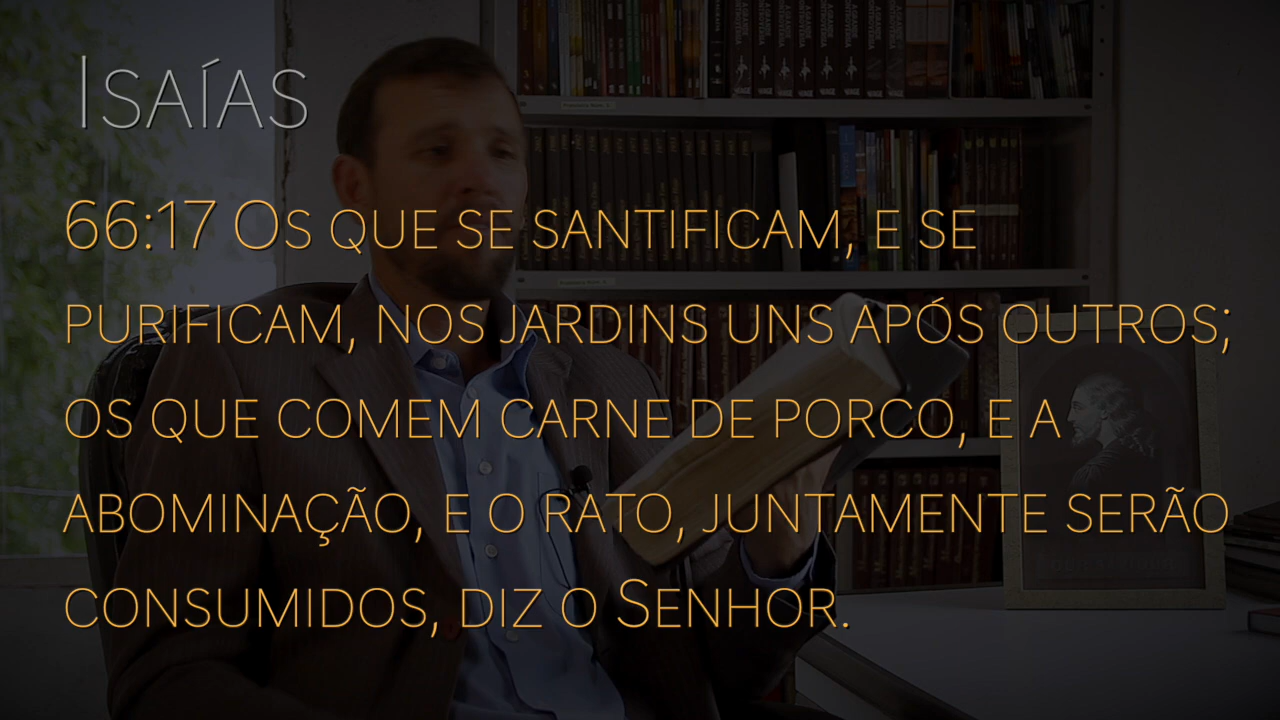 Isaías
66:17 Os que se santificam, e se
purificam, nos jardins uns após outros;
os que comem carne de porco, e a
abominação, e o rato, juntamente serão
consumidos, diz o Senhor.